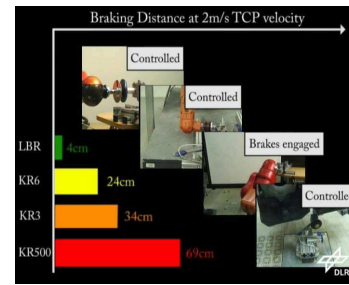 Braking Distance at 2m/s TCP velocity
Controlled
Controlled
Brakes engaged
Controlle
LBR
4cm
KR6
24cm
KR3
34cm
KR500
69cm
DLR